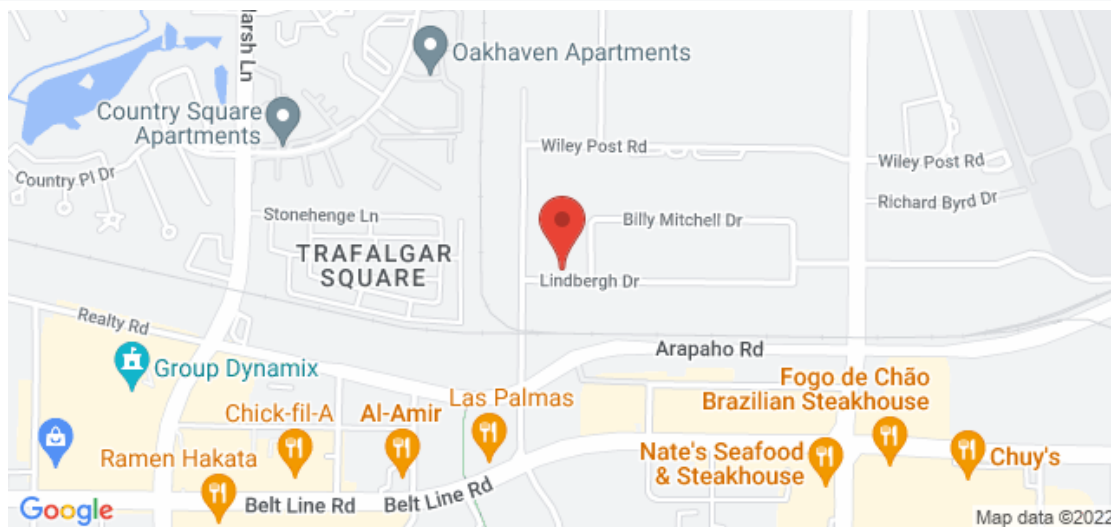 Marsh Ln
Oakhaven Apartments
Country Square
Apartments
Wiley Post Rd
Wiley Post Rd
Country Pl Dr
Richard Byrd Dr
Stonehenge Ln
Billy Mitchell Dr
TRAFALGAR
SQUARE
Lindbergh Dr
Realty Rd
Arapaho Rd
Group Dynamix
Fogo de Chão
Brazilian Steakhouse
Las Palmas
Chick-fil-A
Al-Amir
Nate's Seafood
& Steakhouse
Chuy's
Ramen Hakata
Belt Line Rd
Belt Line Rd
Google
Map data ©2022